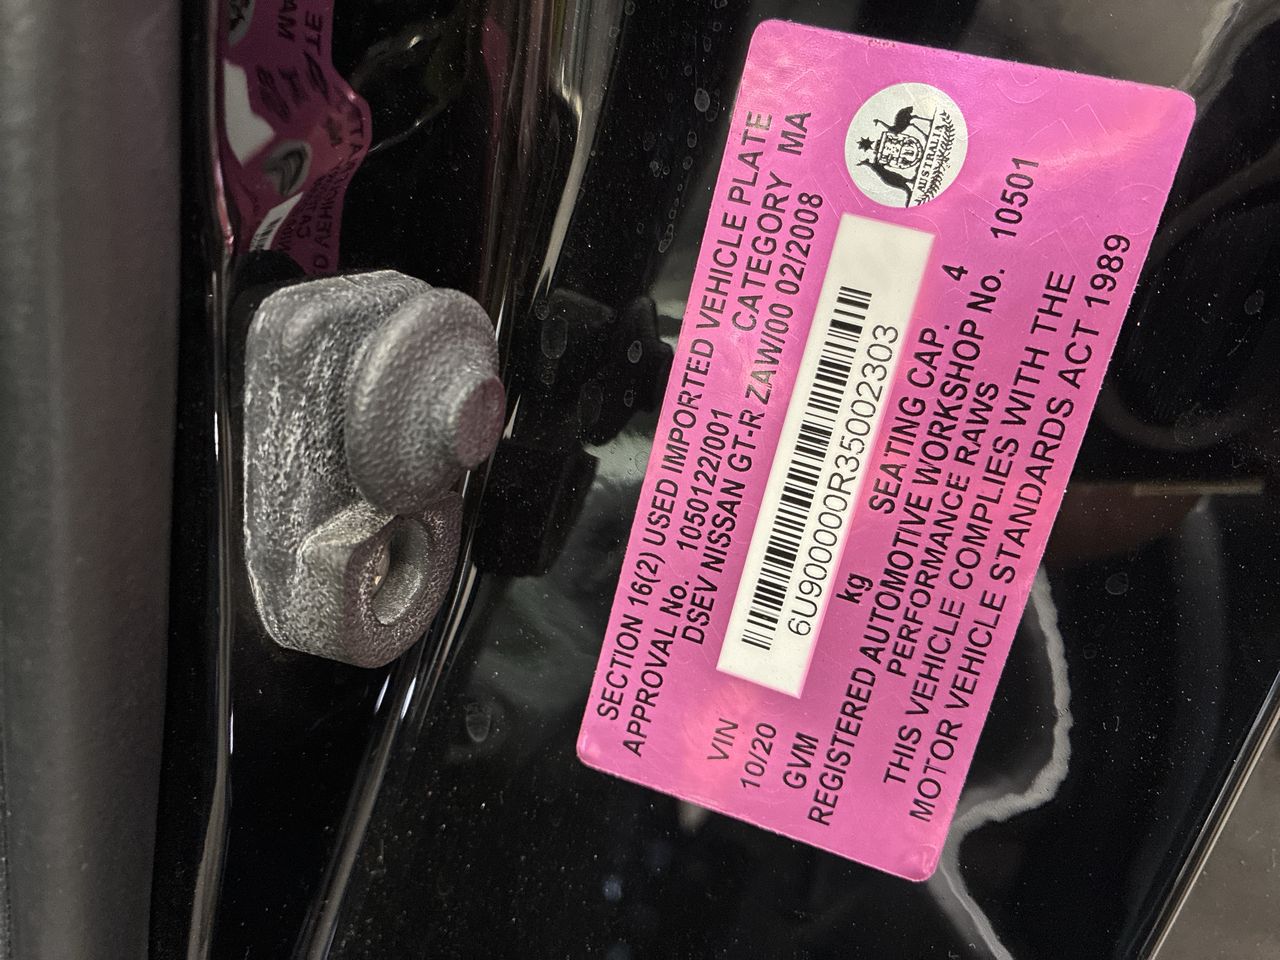 SECTION 16(2) USED IMPORTED VEHICLE PLATE
APPROVAL No. 1050122/001 CATEGORY MA
DSEV NISSAN GT-R ZAW/00 02/2008
VIN
6U900000R35002303
10/20
GVM kg SEATING CAP. 4
REGISTERED AUTOMOTIVE WORKSHOP No. 10501
PERFORMANCE RAWS
THIS VEHICLE COMPLIES WITH THE
MOTOR VEHICLE STANDARDS ACT 1989
AUSTRALIA